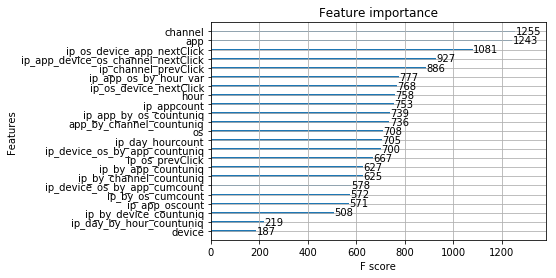 Feature importance
channel 1255
app 1243
ip_os_device_app_nextClick 1081
ip_app_device_os_channel_nextClick 927
ip_channel_prevClick 886
ip_app_os_by_hour_var 777
ip_os_device_nextClick 768
hour 758
ip_appcount 753
ip_app_by_os_countuniq 739
app_by_channel_countuniq 736
os 708
ip_day_hourcount 705
ip_device_os_by_app_countuniq 700
ip_os_prevClick 667
ip_by_app_countuniq 627
ip_by_channel_countuniq 625
ip_device_os_by_app_cumcount 578
ip_by_os_cumcount 572
ip_app_oscount 571
ip_by_device_countuniq 508
ip_day_by_hour_countuniq 219
device 187
Features
0 200 400 600 800 1000 1200
F score